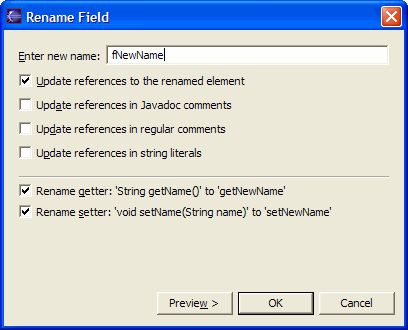 Rename Field
Enter new name: fNewName
Update references to the renamed element
Update references in Javadoc comments
Update references in regular comments
Update references in string literals
Rename getter: 'String getName()' to 'getNewName'
Rename setter: 'void setName(String name)' to 'setNewName'
Preview > OK Cancel